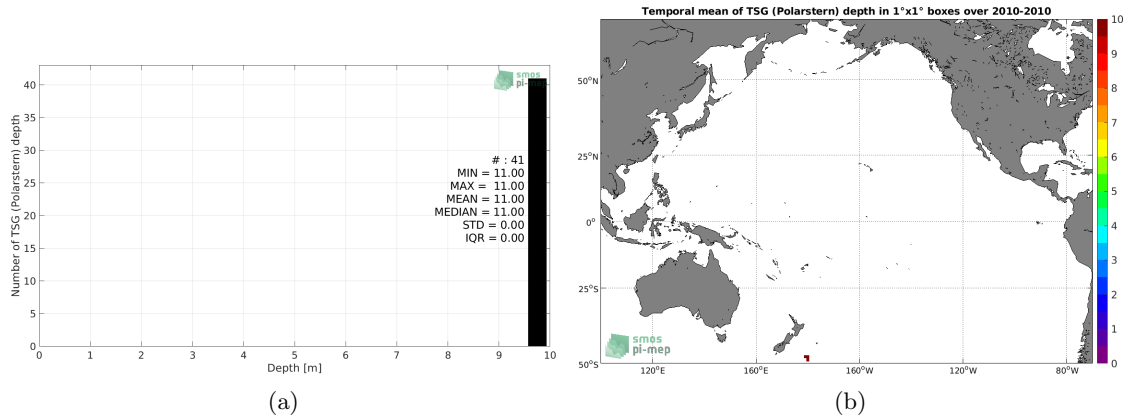 smos
pi-mep
# : 41
MIN = 11.00
MAX = 11.00
MEAN = 11.00
MEDIAN = 11.00
STD = 0.00
IQR = 0.00
Number of TSG (Polarstern) depth
40
35
30
25
20
15
10
5
0
0 1 2 3 4 5 6 7 8 9 10
Depth [m]
(a)
Temporal mean of TSG (Polarstern) depth in 1°x1° boxes over 2010-2010
50°N
25°N
0°
25°S
50°S
120°E 160°E 160°W 120°W 80°W
smos
pi-mep
10
9
8
7
6
5
4
3
2
1
0
(b)